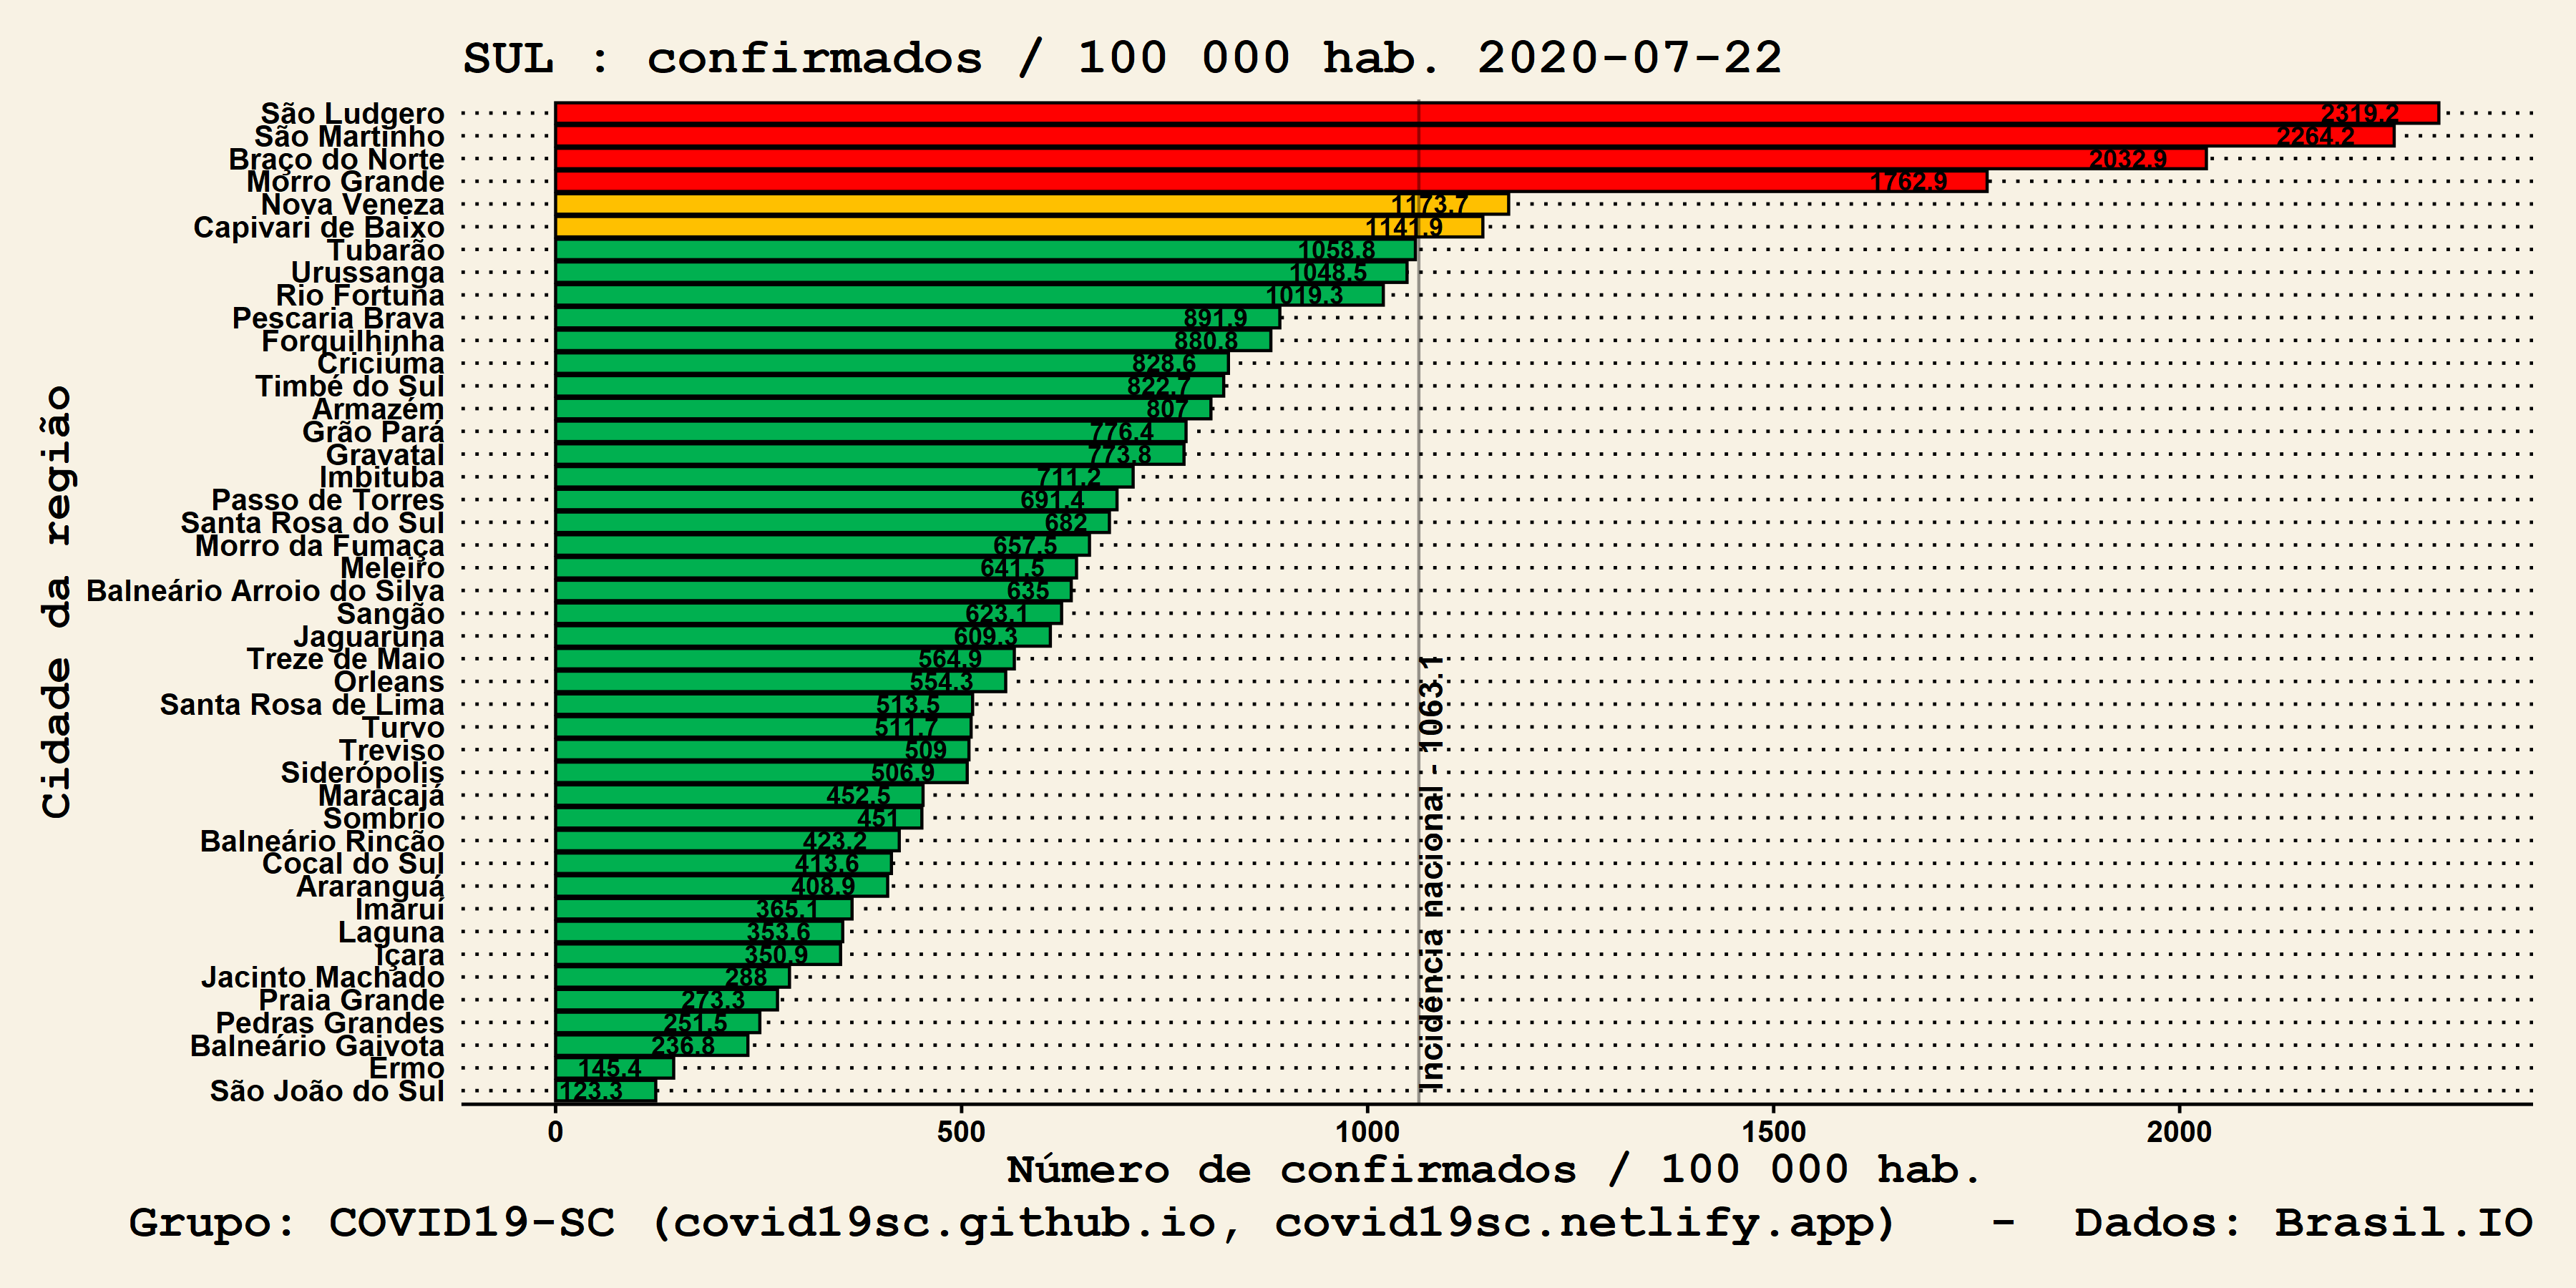 SUL : confirmados / 100 000 hab. 2020-07-22
Cidade da região
São Ludgero 2319.2
São Martinho 2264.2
Braço do Norte 2032.9
Morro Grande 1762.9
Nova Veneza 1173.7
Capivari de Baixo 1141.9
Tubarão 1058.8
Urussanga 1048.5
Rio Fortuna 1019.3
Pescaria Brava 891.9
Forquilhinha 880.8
Criciúma 828.6
Timbé do Sul 822.7
Armazém 807
Grão Pará 776.4
Gravatal 773.8
Imbituba 711.2
Passo de Torres 691.4
Santa Rosa do Sul 682
Morro da Fumaça 657.5
Meleiro 641.5
Balneário Arroio do Silva 635
Sangão 623.1
Jaguaruna 609.3
Treze de Maio 564.9
Orleans 554.3
Santa Rosa de Lima 513.5
Turvo 511.7
Treviso 509
Siderópolis 506.9
Maracajá 452.5
Sombrio 451
Balneário Rincão 423.2
Cocal do Sul 413.6
Araranguá 408.9
Imaruí 365.1
Laguna 353.6
Içara 350.9
Jacinto Machado 288
Praia Grande 273.3
Pedras Grandes 251.5
Balneário Gaivota 236.8
Ermo 145.4
São João do Sul 123.3
Incidência nacional - 1063.1
0 500 1000 1500 2000
Número de confirmados / 100 000 hab.
Grupo: COVID19-SC (covid19sc.github.io, covid19sc.netlify.app) - Dados: Brasil.IO